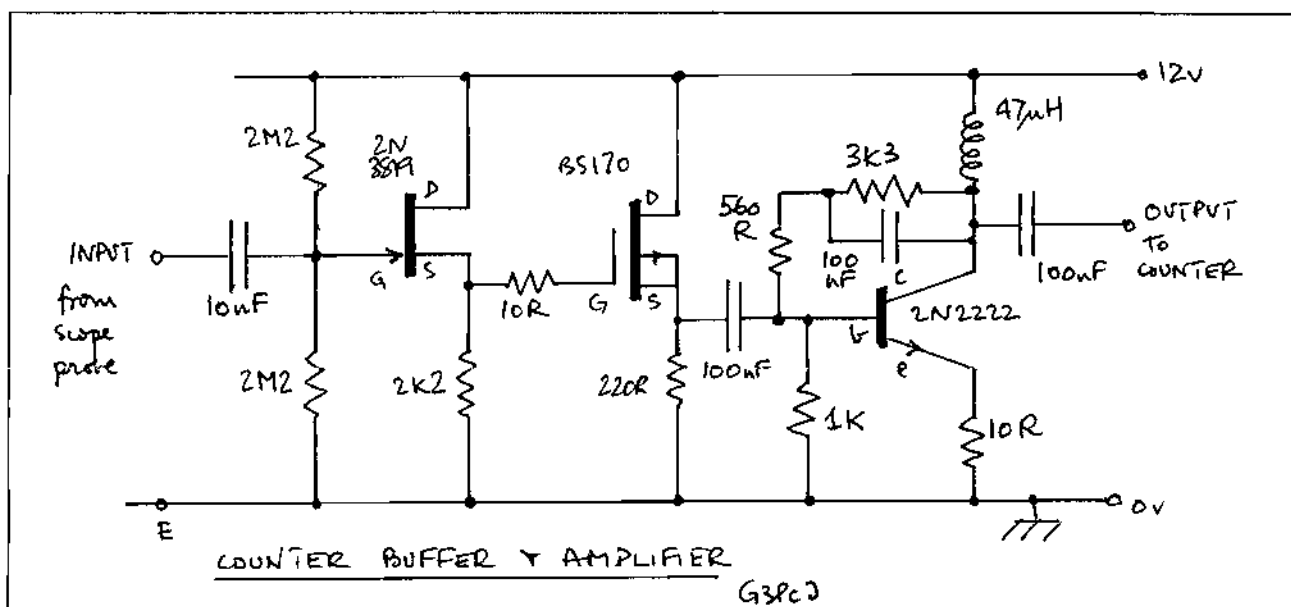 12v
47µH
2M2
2N
3819
D
G
S
BS170
D
G
S
3K3
560
R
100
nF
INPUT
from
scope
probe
10nF
10R
100nF
c
b
e
2N2222
100nF
OUTPUT
TO
COUNTER
2M2
2K2
220R
1K
10R
E
0v
COUNTER BUFFER + AMPLIFIER
G3PCJ